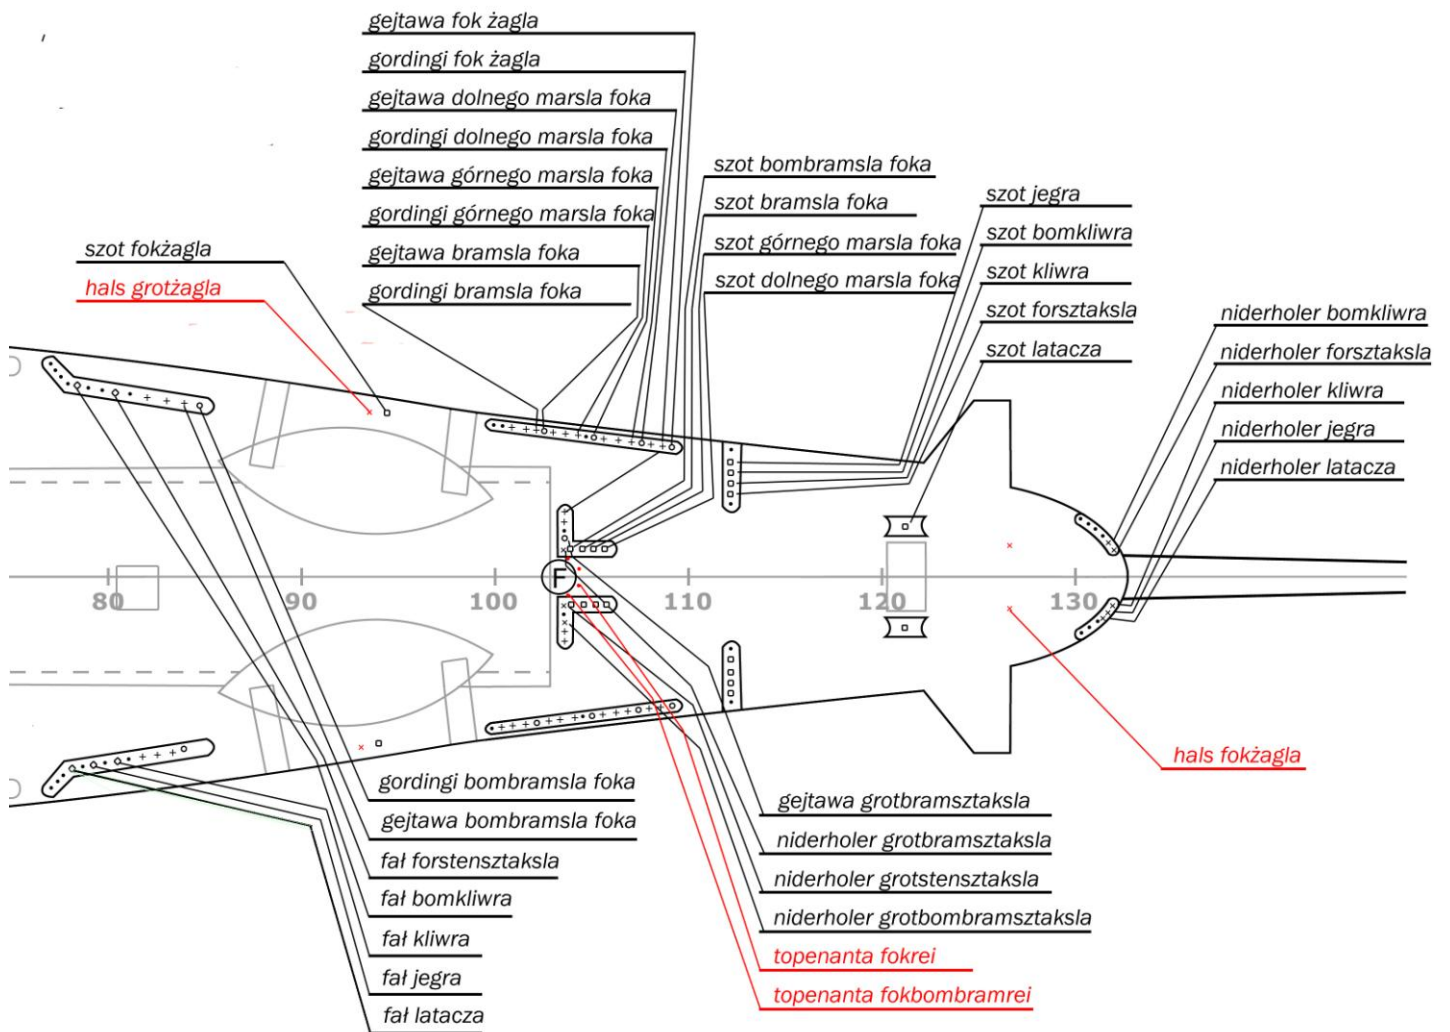 gejtawa fok żagla
gordingi fok żagla
gejtawa dolnego marsla foka
gordingi dolnego marsla foka
gejtawa górnego marsla foka
gordingi górnego marsla foka
gejtawa bramsla foka
gordingi bramsla foka
szot fokżagla
hals grotżagla
szot bombramsla foka
szot bramsla foka
szot górnego marsla foka
szot dolnego marsla foka
szot jegra
szot bomkliwra
szot kliwra
szot forsztaksla
szot latacza
niderholer bomkliwra
niderholer forsztaksla
niderholer kliwra
niderholer jegra
niderholer latacza
F
80 90 100 110 120 130
hals fokżagla
gordingi bombramsla foka
gejtawa bombramsla foka
fał forstensztaksla
fał bomkliwra
fał kliwra
fał jegra
fał latacza
gejtawa grotbramsztaksla
niderholer grotbramsztaksla
niderholer grotstensztaksla
niderholer grotbombramsztaksla
topenanta fokrei
topenanta fokbombramrei